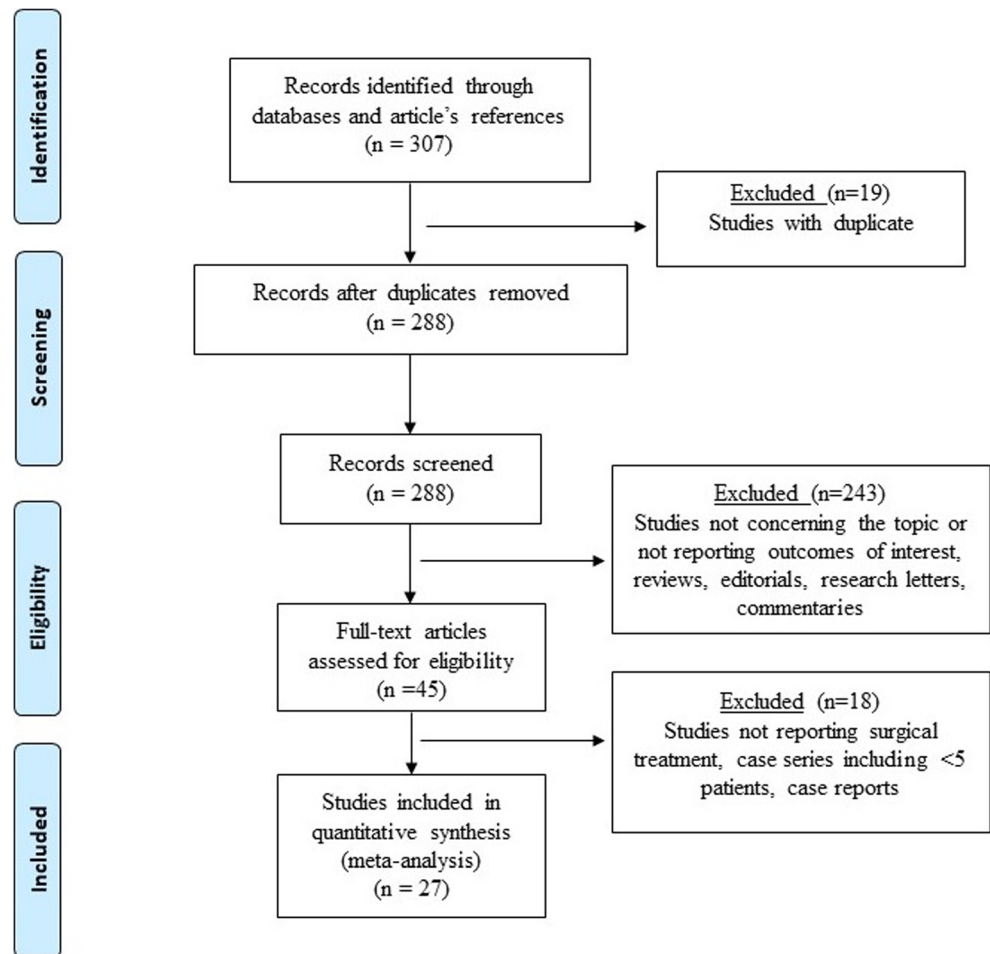 Identification
Records identified through
databases and article's references
(n = 307)
Excluded (n=19)
Studies with duplicate
Screening
Records after duplicates removed
(n = 288)
Records screened
(n = 288)
Excluded (n=243)
Studies not concerning the topic or
not reporting outcomes of interest,
reviews, editorials, research letters,
commentaries
Eligibility
Full-text articles
assessed for eligibility
(n =45)
Excluded (n=18)
Studies not reporting surgical
treatment, case series including <5
patients, case reports
Included
Studies included in
quantitative synthesis
(meta-analysis)
(n = 27)